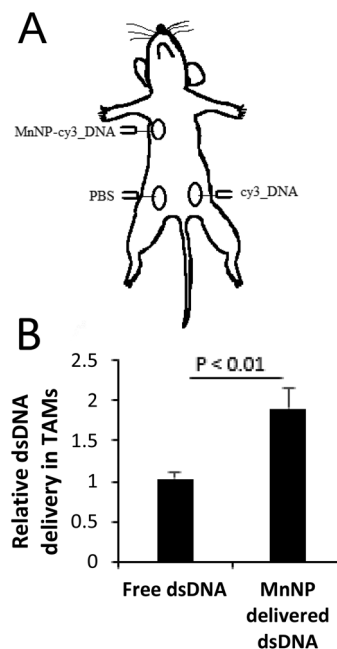 A
MnNP-cy3_DNA
PBS
cy3_DNA
B
Relative dsDNA
delivery in TAMs
2.5
2
1.5
1
0.5
0
P < 0.01
Free dsDNA
MnNP
delivered
dsDNA